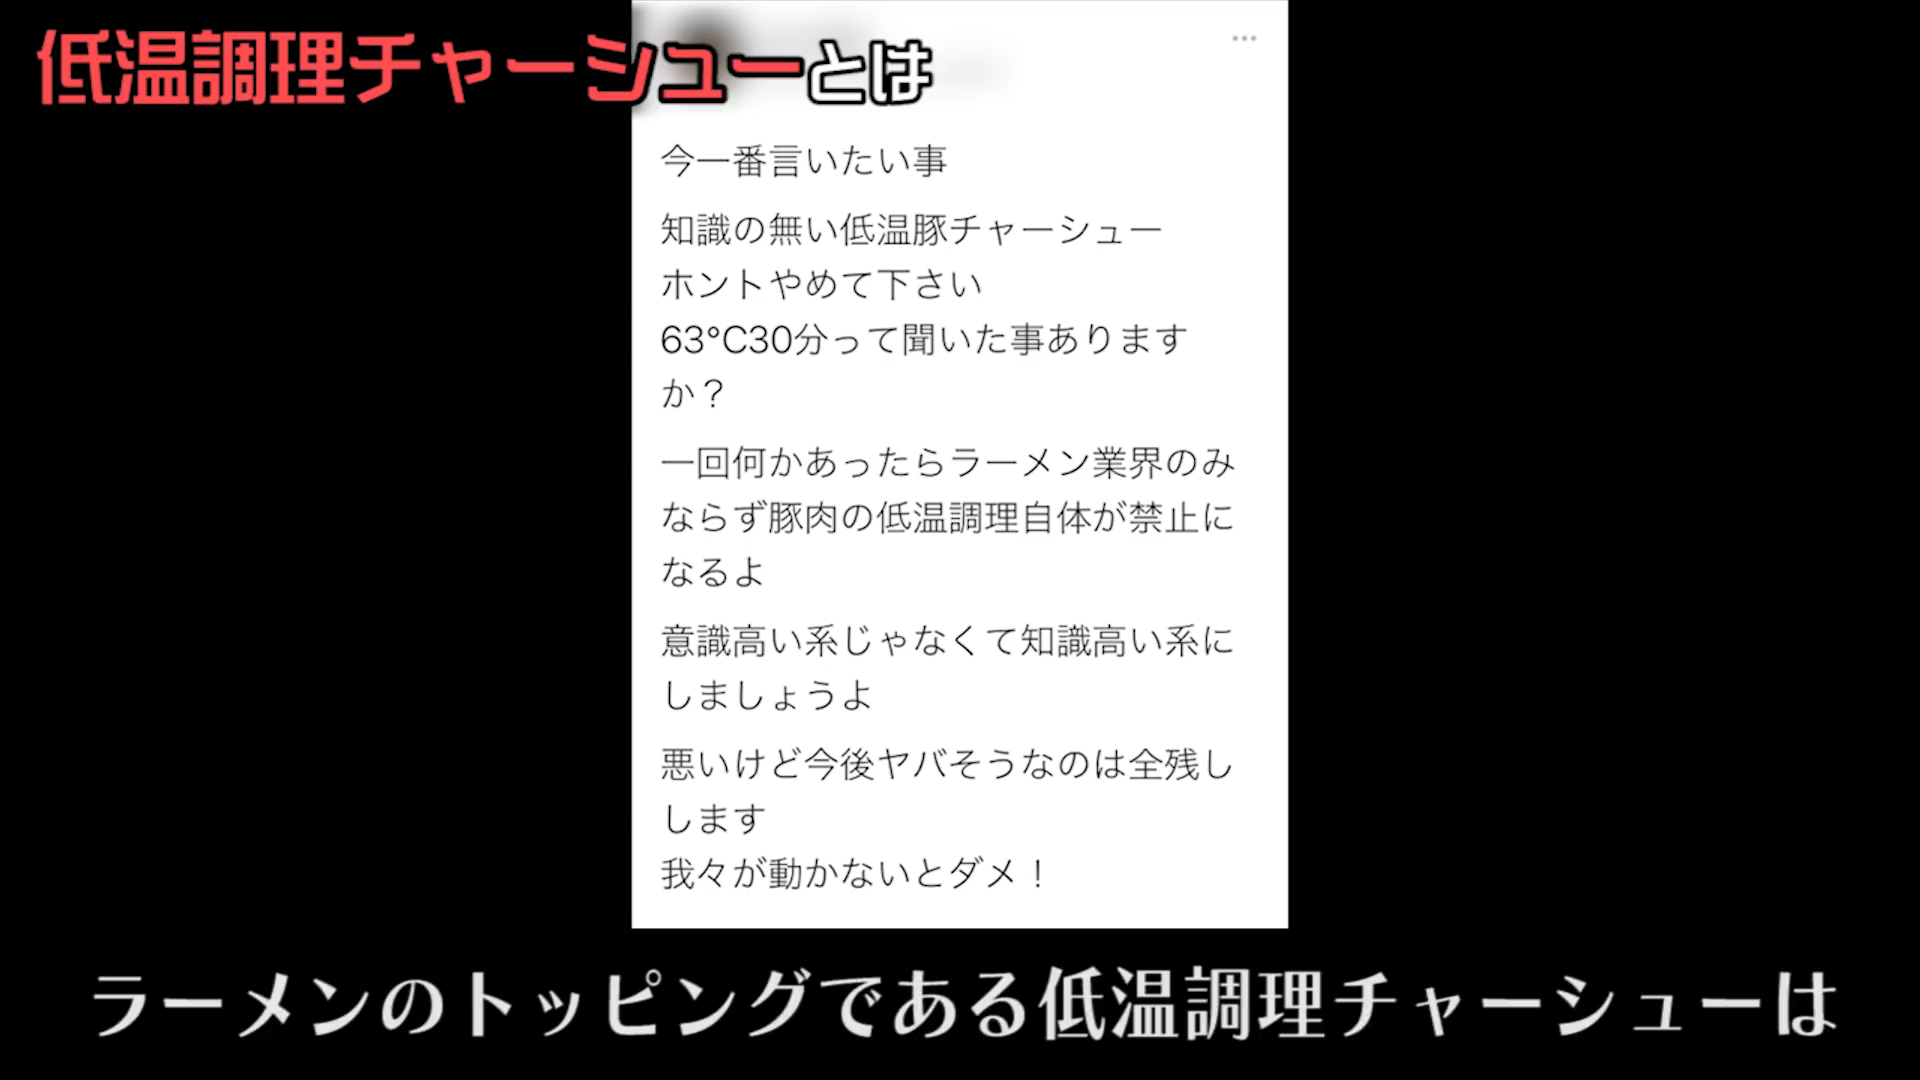 低温調理チャーシューとは
今一番言いたい事
知識の無い低温豚チャーシュー
ホントやめて下さい
63°C30分って聞いた事あります
か？
一回何かあったらラーメン業界のみ
ならず豚肉の低温調理自体が禁止に
なるよ
意識高い系じゃなくて知識高い系に
しましょうよ
悪いけど今後ヤバそうなのは全残し
します
我々が動かないとダメ！
ラーメンのトッピングである低温調理チャーシューは